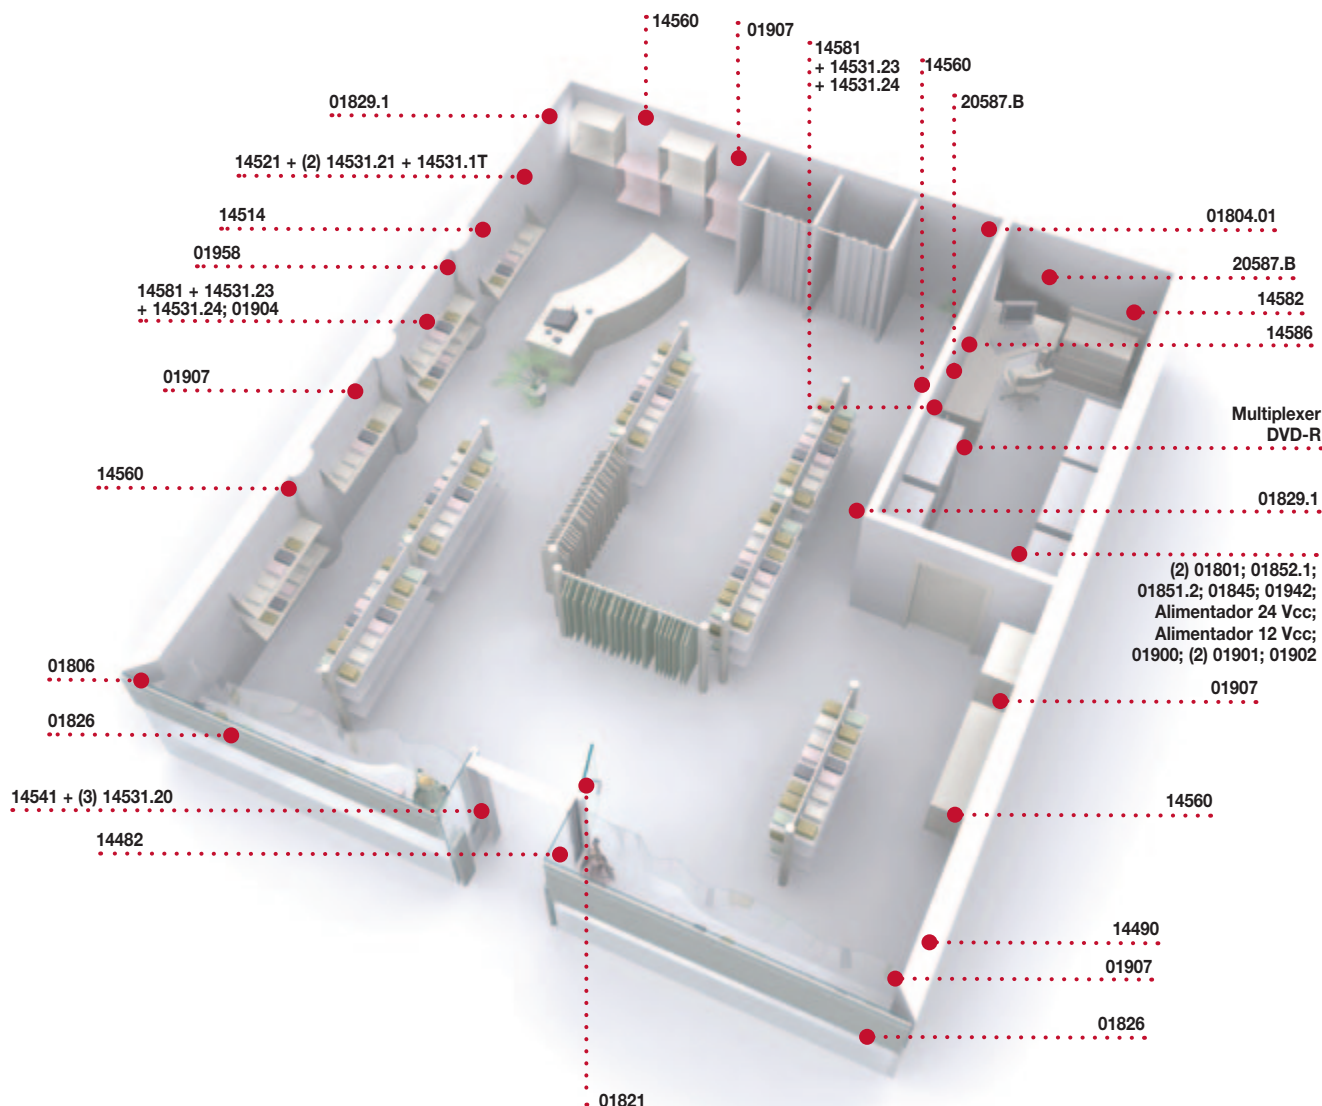 14560
01907
14581
+ 14531.23
+ 14531.24
14560
20587.B
01829.1
14521 + (2) 14531.21 + 14531.1T
14514
01958
14581 + 14531.23
+ 14531.24; 01904
01907
14560
01806
01826
14541 + (3) 14531.20
14482
01821
01804.01
20587.B
14582
14586
Multiplexer
DVD-R
01829.1
(2) 01801; 01852.1;
01851.2; 01845; 01942;
Alimentador 24 Vcc;
Alimentador 12 Vcc;
01900; (2) 01901; 01902
01907
14560
14490
01907
01826